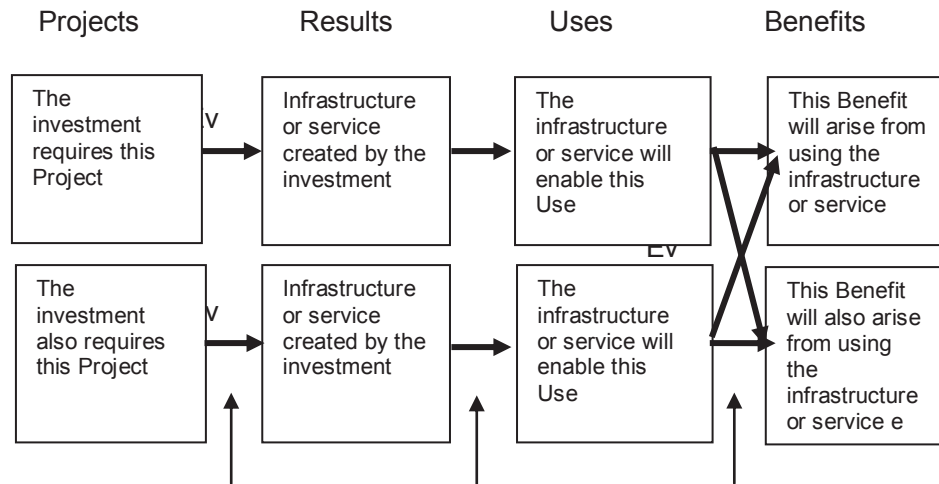 Projects
Results
Uses
Benefits
The
investment
requires this
Project
Infrastructure
or service
created by the
investment
The
infrastructure
or service will
enable this
Use
This Benefit
will arise from
using the
infrastructure
or service
The
investment
also requires
this Project
Infrastructure
or service
created by the
investment
The
infrastructure
or service will
enable this
Use
This Benefit
will also arise
from using
the
infrastructure
or service e